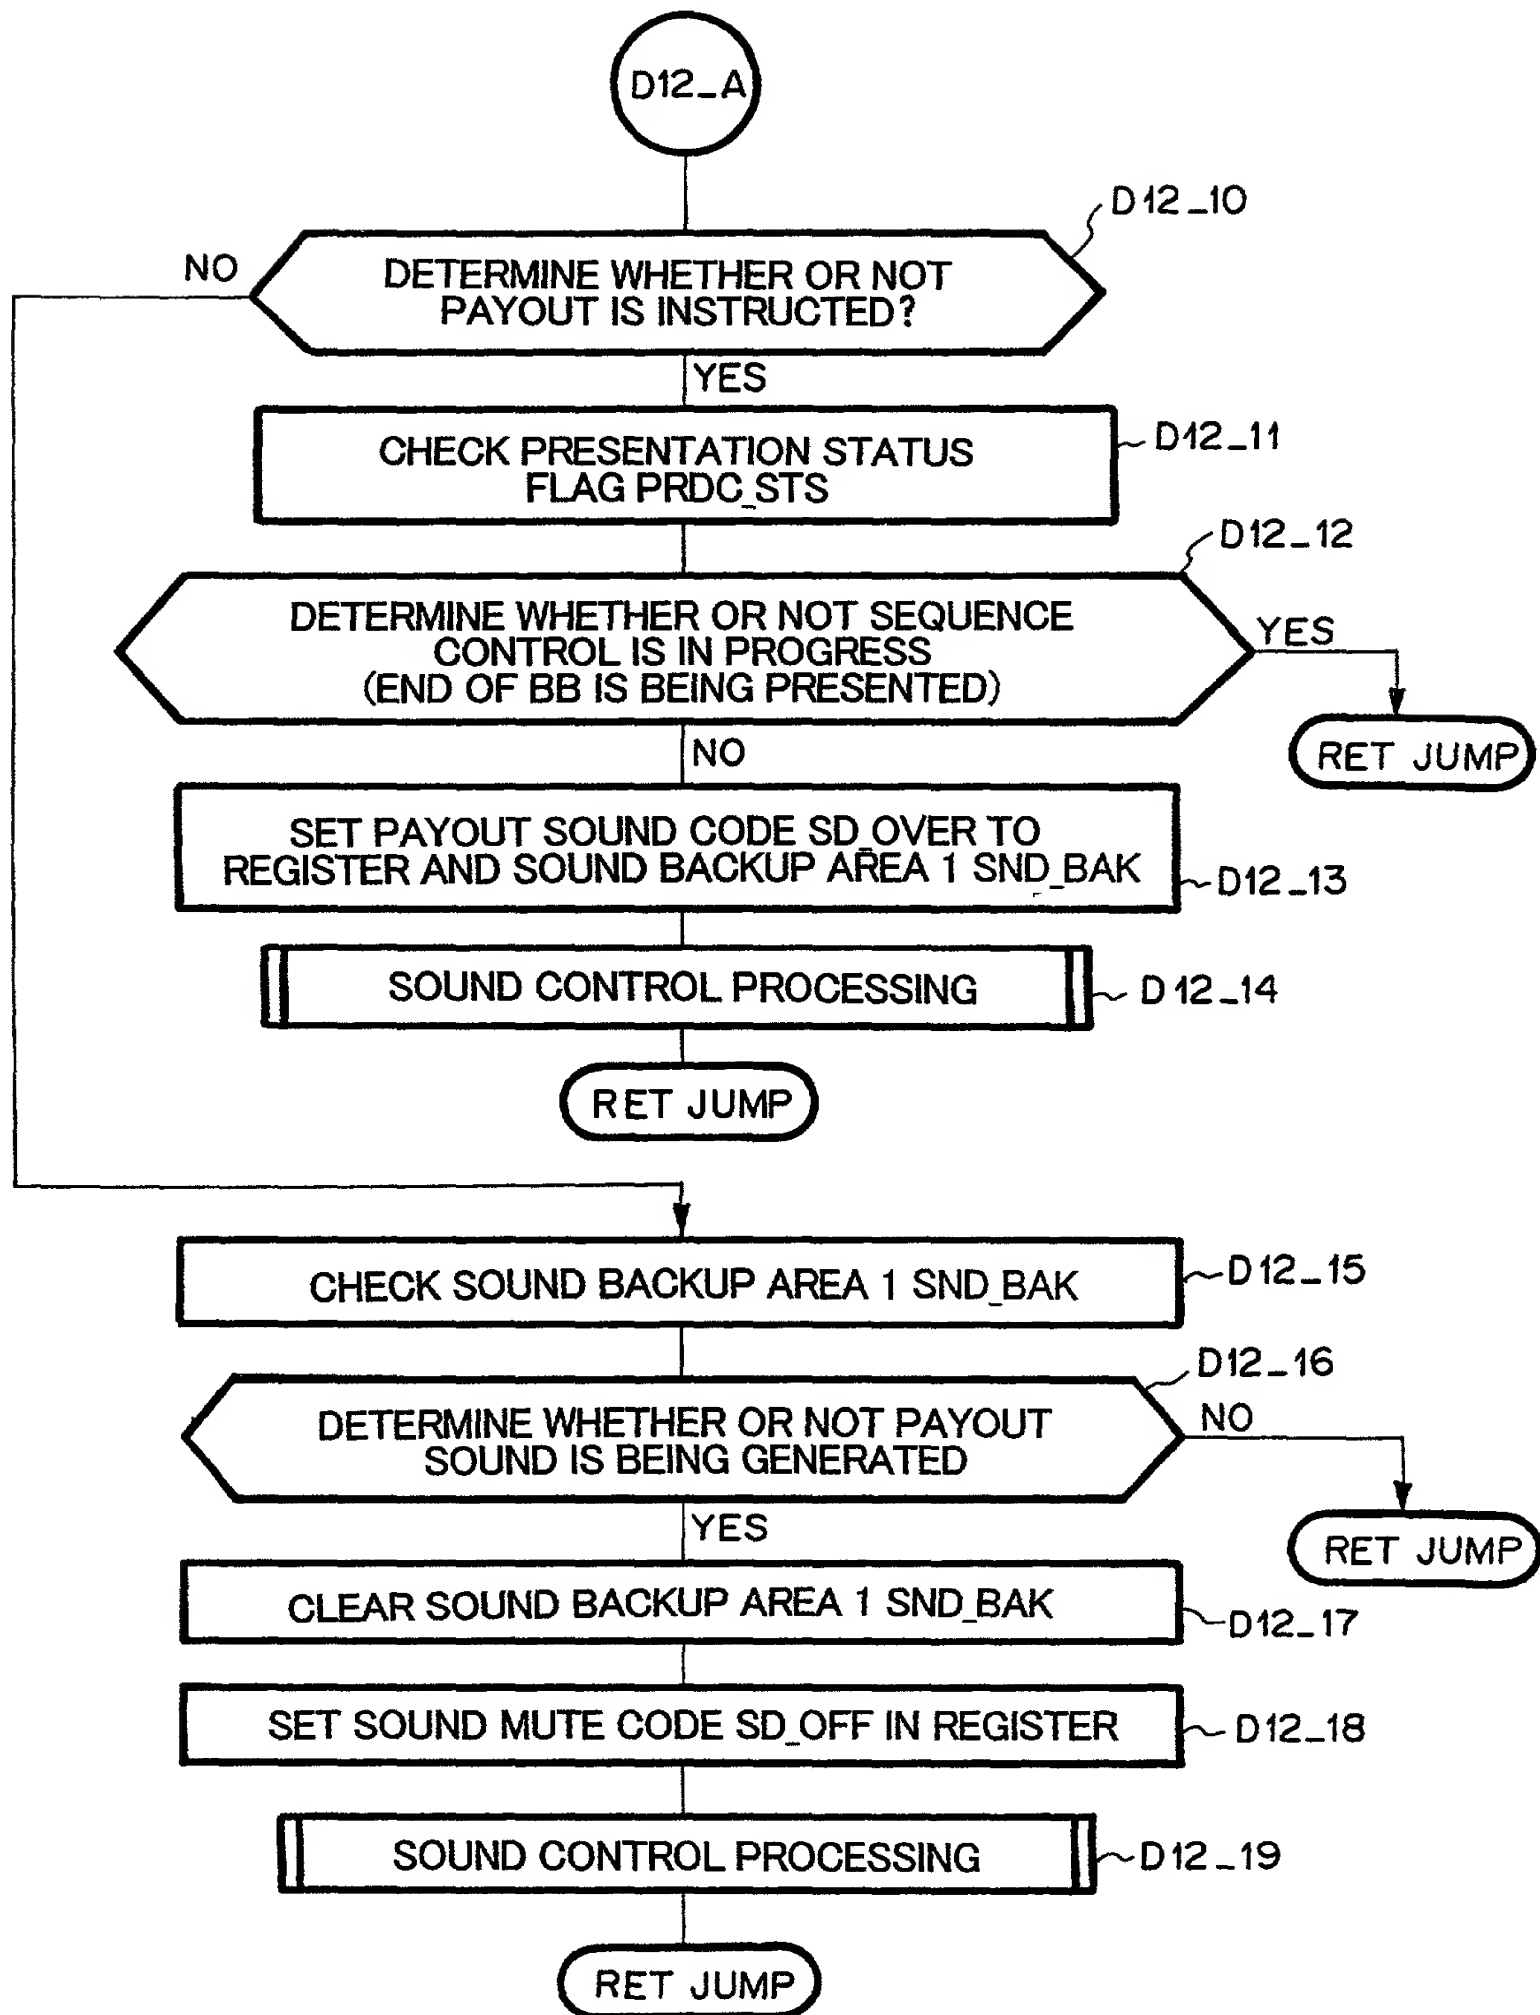 D12_A
D12_10
NO
DETERMINE WHETHER OR NOT
PAYOUT IS INSTRUCTED?
YES
CHECK PRESENTATION STATUS
FLAG PRDC_STS
D12_11
D12_12
DETERMINE WHETHER OR NOT SEQUENCE
CONTROL IS IN PROGRESS
(END OF BB IS BEING PRESENTED)
YES
RET JUMP
NO
SET PAYOUT SOUND CODE SD_OVER TO
REGISTER AND SOUND BACKUP AREA 1 SND_BAK
D12_13
SOUND CONTROL PROCESSING
D12_14
RET JUMP
CHECK SOUND BACKUP AREA 1 SND_BAK
D12_15
D12_16
DETERMINE WHETHER OR NOT PAYOUT
SOUND IS BEING GENERATED
NO
RET JUMP
YES
CLEAR SOUND BACKUP AREA 1 SND_BAK
D12_17
SET SOUND MUTE CODE SD_OFF IN REGISTER
D12_18
SOUND CONTROL PROCESSING
D12_19
RET JUMP